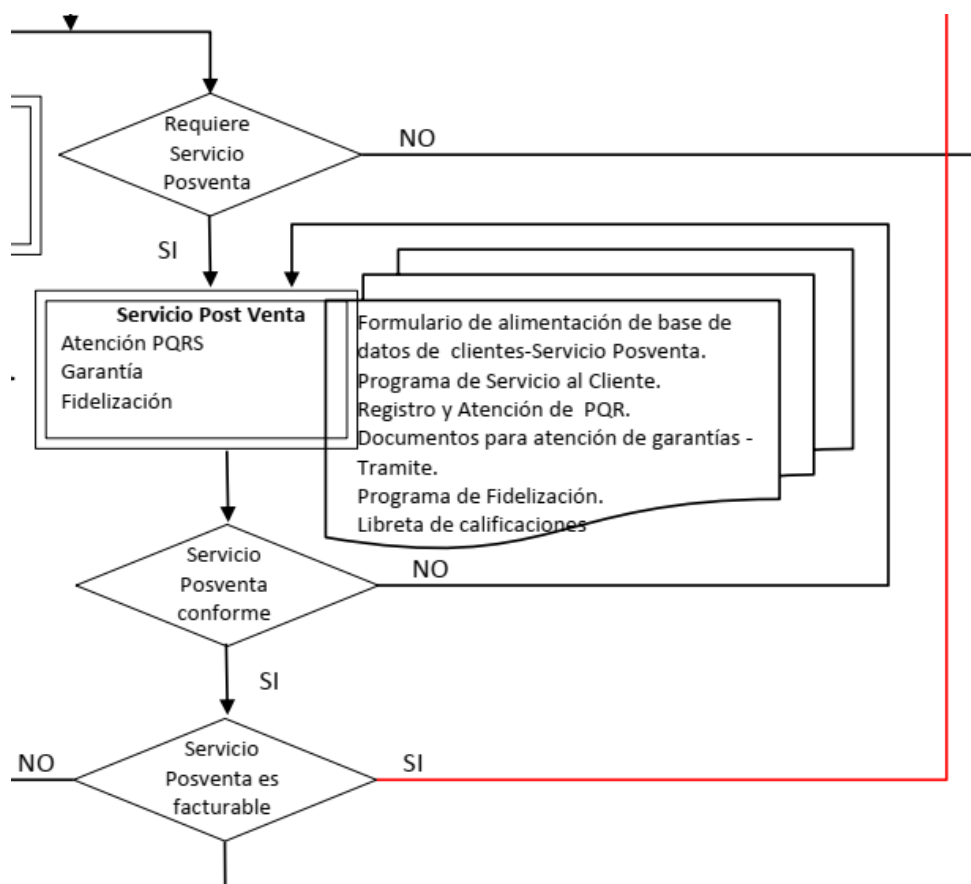 Requiere
Servicio
Posventa
NO
SI
Servicio Post Venta
Atención PQRS
Garantía
Fidelización
Formulario de alimentación de base de
datos de clientes-Servicio Posventa.
Programa de Servicio al Cliente.
Registro y Atención de PQR.
Documentos para atención de garantías -
Tramite.
Programa de Fidelización.
Libreta de calificaciones
Servicio
Posventa
conforme
NO
SI
NO
Servicio
Posventa es
facturable
SI